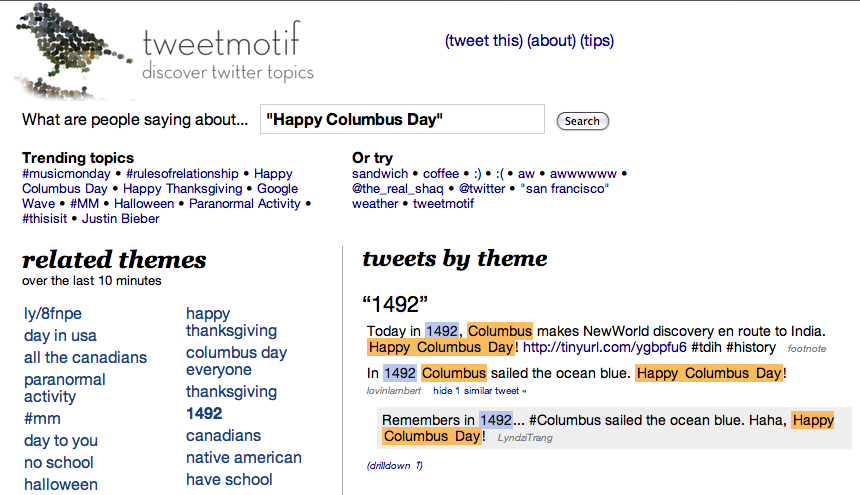 tweetmotif
discover twitter topics
(tweet this) (about) (tips)
What are people saying about... "Happy Columbus Day" Search
Trending topics
#musicmonday • #rulesofrelationship • Happy
Columbus Day • Happy Thanksgiving • Google
Wave • #MM • Halloween • Paranormal Activity •
#thisisit • Justin Bieber
Or try
sandwich • coffee • :) • :( • aw • awwwwww •
@the_real_shaq • @twitter • "san francisco"
weather • tweetmotif
related themes
over the last 10 minutes
ly/8fnpe
day in usa
all the canadians
paranormal
activity
#mm
day to you
no school
halloween
happy
thanksgiving
columbus day
everyone
thanksgiving
1492
canadians
native american
have school
tweets by theme
“1492”
Today in 1492, Columbus makes NewWorld discovery en route to India.
Happy Columbus Day! http://tinyurl.com/ygbpfu6 #tdih #history footnote
In 1492 Columbus sailed the ocean blue. Happy Columbus Day!
lovinlambert hide 1 similar tweet «
Remembers in 1492... #Columbus sailed the ocean blue. Haha, Happy
Columbus Day! LyndziTrang
(drilldown ⇑)